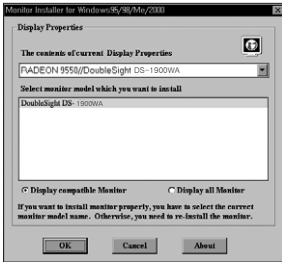 Monitor Installer for Windows95/98/Me/2000
Display Properties
The contents of current Display Properties
RADEON 9550//DoubleSight DS-1900WA
Select monitor model which you want to install
DoubleSight DS- 1900WA
Display compatible Monitor
Display all Monitor
If you want to install monitor properly, you have to select the correct
monitor model name. Otherwise, you need to re-install the monitor.
OK
Cancel
About